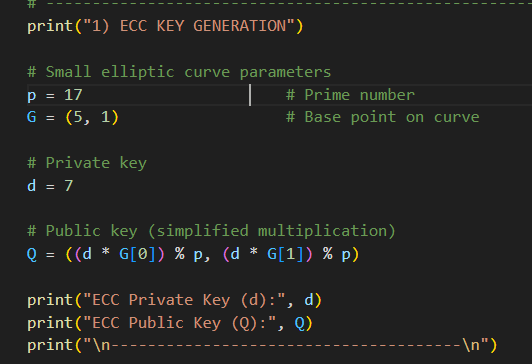 # ------------------------------------------------
print("1) ECC KEY GENERATION")
# Small elliptic curve parameters
p = 17 # Prime number
G = (5, 1) # Base point on curve
# Private key
d = 7
# Public key (simplified multiplication)
Q = ((d * G[0]) % p, (d * G[1]) % p)
print("ECC Private Key (d):", d)
print("ECC Public Key (Q):", Q)
print("\n--------------------------------------\n")